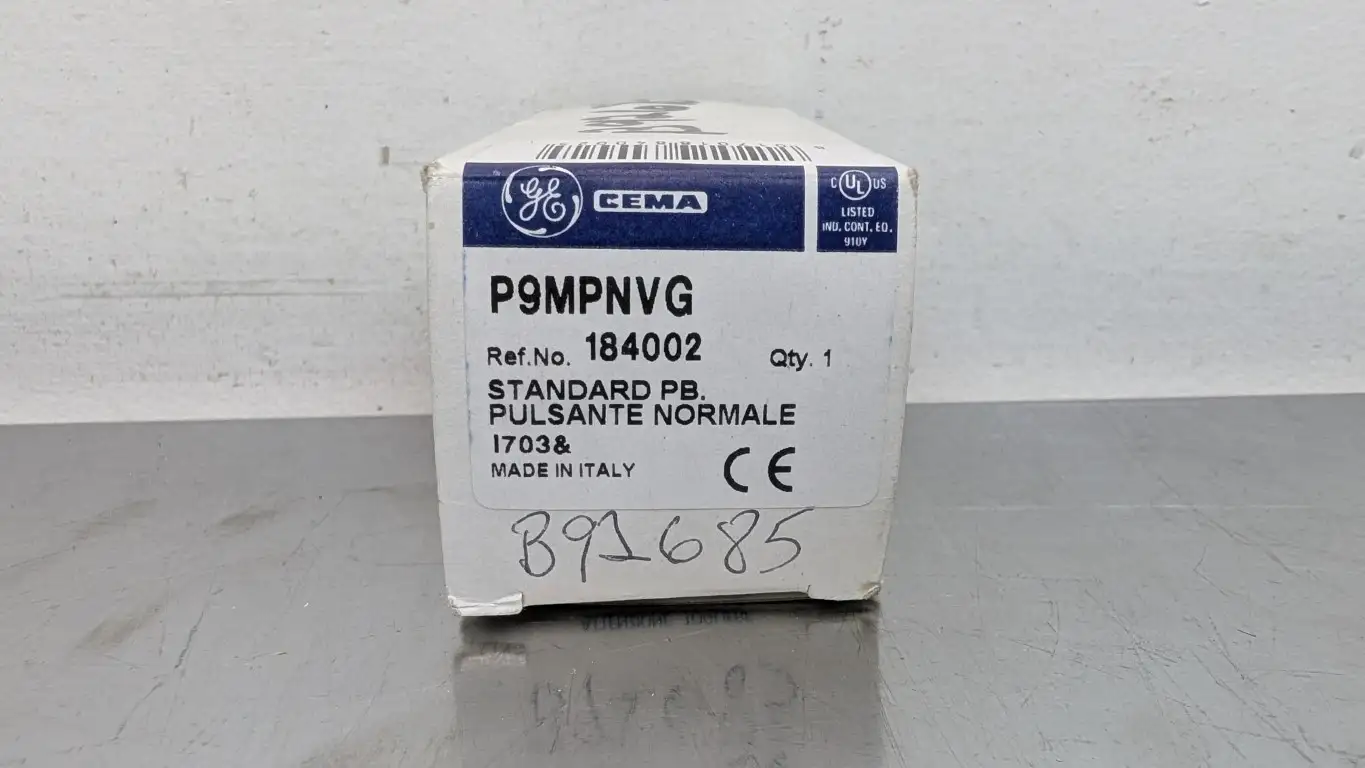 GE CEMA
C UL US
LISTED
IND. CONT. EQ.
910Y
P9MPNVG
Ref.No. 184002 Qty. 1
STANDARD PB.
PULSANTE NORMALE
I703&
MADE IN ITALY CE
B91685